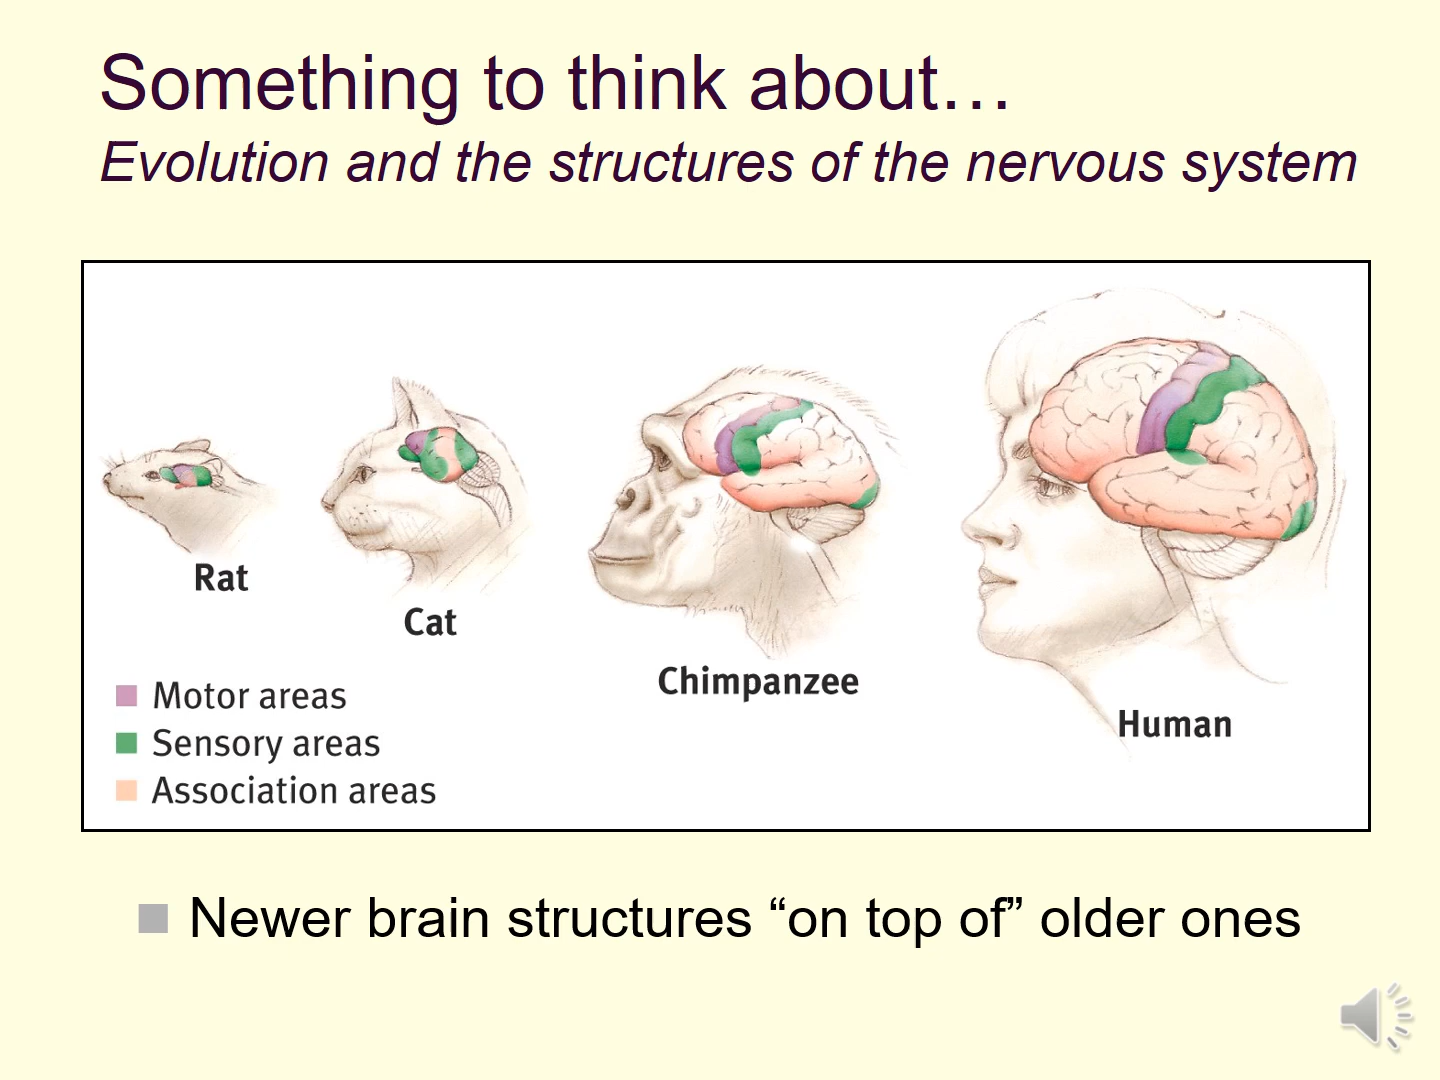 Something to think about…
Evolution and the structures of the nervous system
Rat
Cat
Chimpanzee
Human
Motor areas
Sensory areas
Association areas
Newer brain structures “on top of” older ones